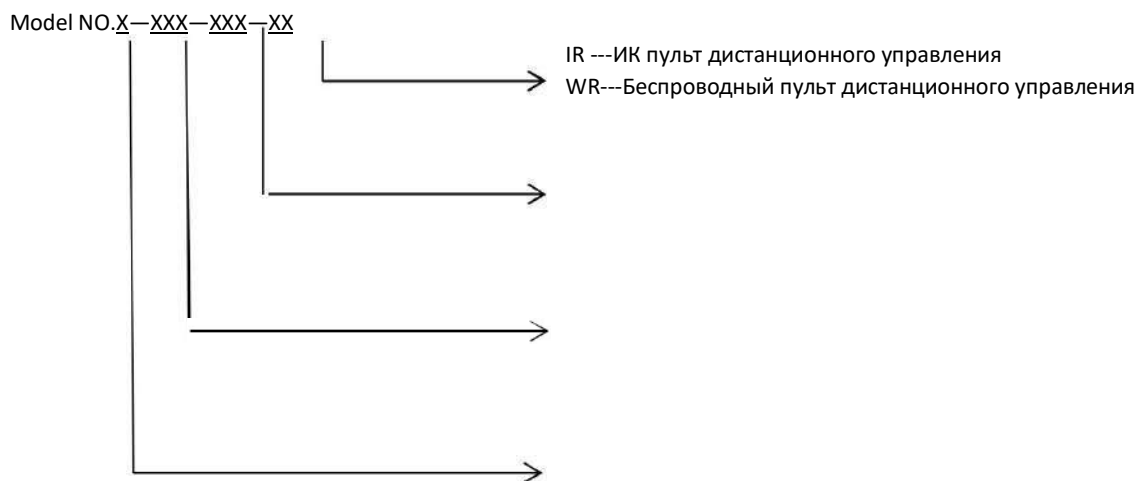 Model NO.X—XXX—XXX—XX
IR ---ИК пульт дистанционного управления
WR---Беспроводный пульт дистанционного управления